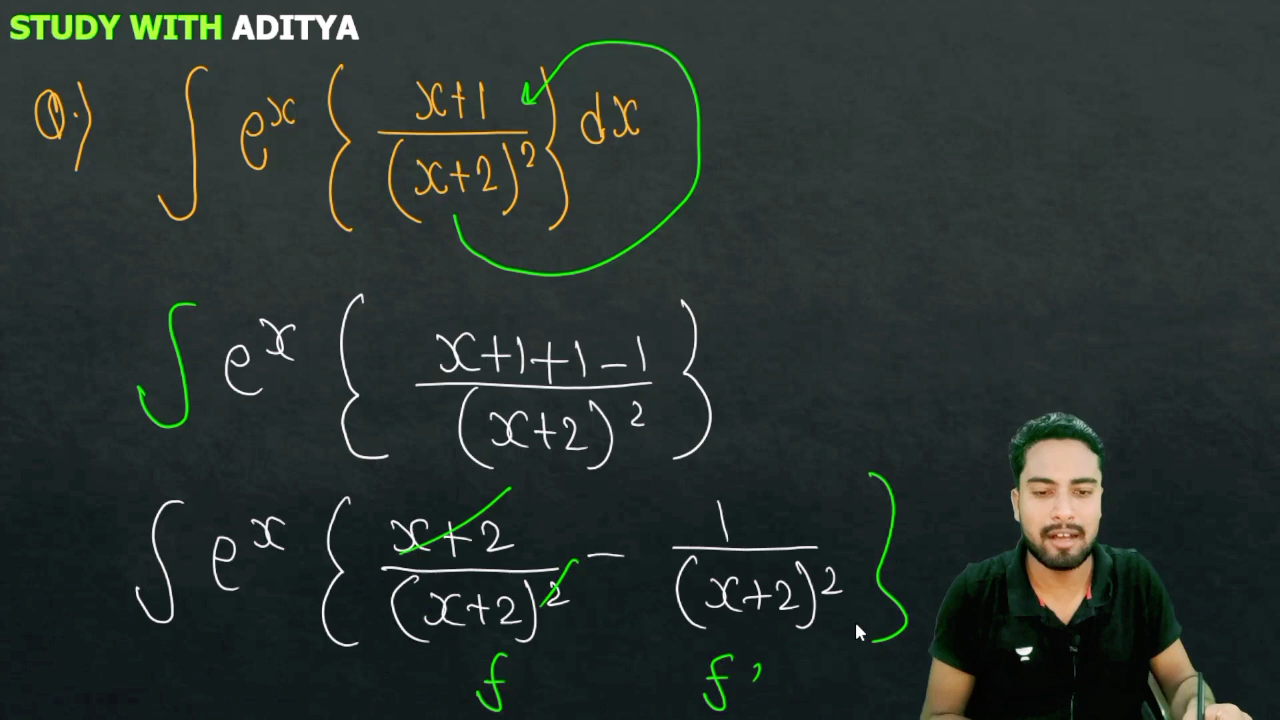 STUDY WITH ADITYA
Q.) ∫ e^x { (x+1)/(x+2)^2 } dx
∫ e^x { (x+1+1-1)/(x+2)^2 }
∫ e^x { (x+2)/(x+2)^2 - 1/(x+2)^2 }
f f'